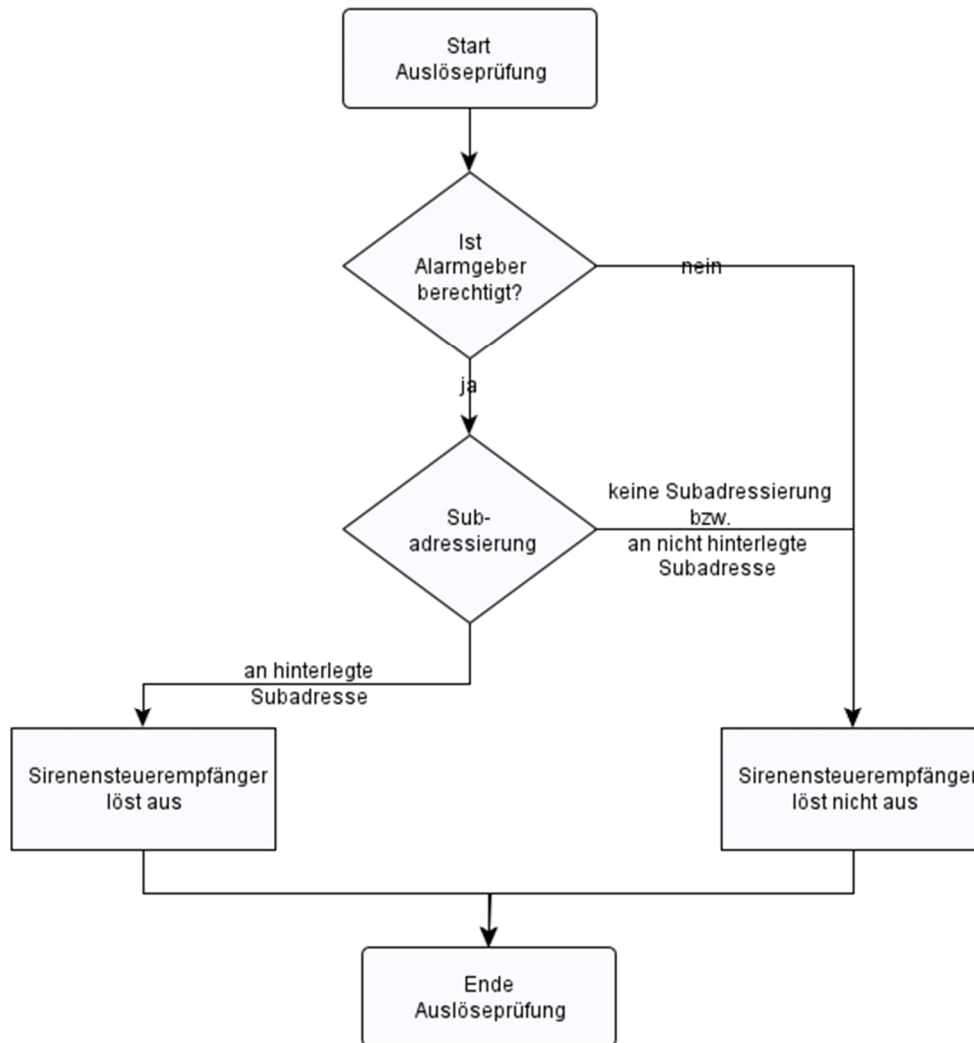 Start
Auslöseprüfung
Ist
Alarmgeber
berechtigt?
nein
ja
Sub-
adressierung
keine Subadressierung
bzw.
an nicht hinterlegte
Subadresse
an hinterlegte
Subadresse
Sirenensteuerempfänger
löst aus
Sirenensteuerempfänger
löst nicht aus
Ende
Auslöseprüfung